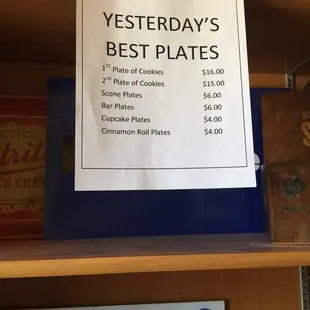 YESTERDAY'S
BEST PLATES
1st Plate of Cookies $16.00
2nd Plate of Cookies $15.00
Scone Plates $6.00
Bar Plates $6.00
Cupcake Plates $4.00
Cinnamon Roll Plates $4.00